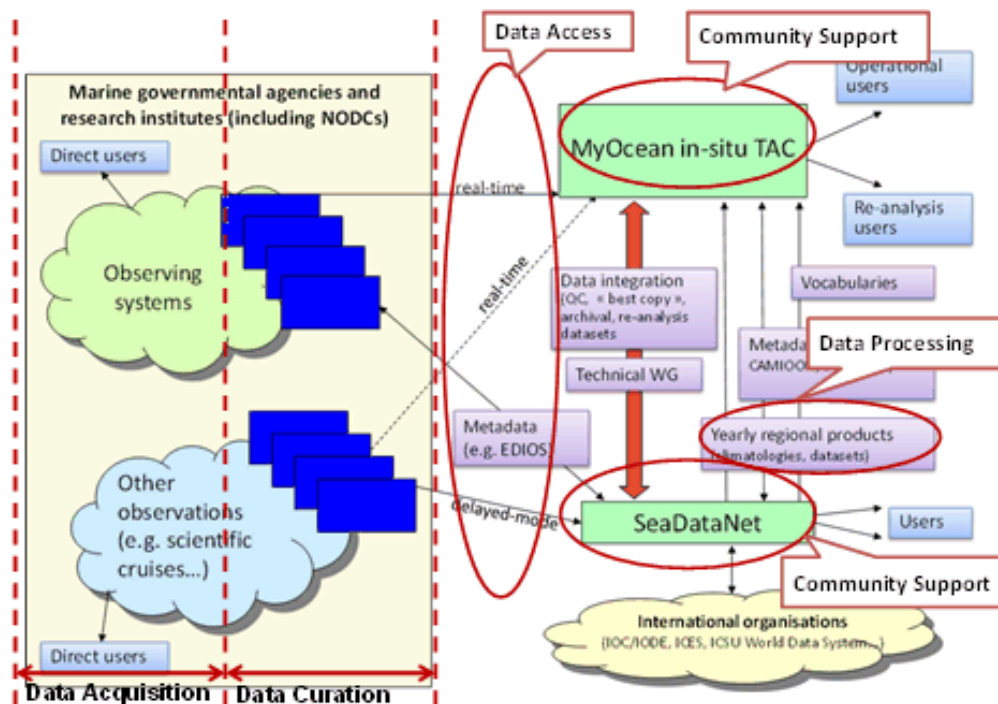 Data Access
Community Support
Marine governmental agencies and
research institutes (including NODCs)
Operational
users
Direct users
MyOcean in-situ TAC
real-time
Re-analysis
users
Observing
systems
real-time
Data integration
(QC, « best copy »,
archival, re-analysis
datasets
Vocabularies
Technical WG
Data Processing
Metadata
(e.g. EDIOS)
Yearly regional products
(climatologies, datasets)
Other
observations
(e.g. scientific
cruises...)
delayed-mode
SeaDataNet
Users
Community Support
International organisations
(IOC/IODE, ICES, ICSU World Data System...)
Direct users
Data Acquisition
Data Curation